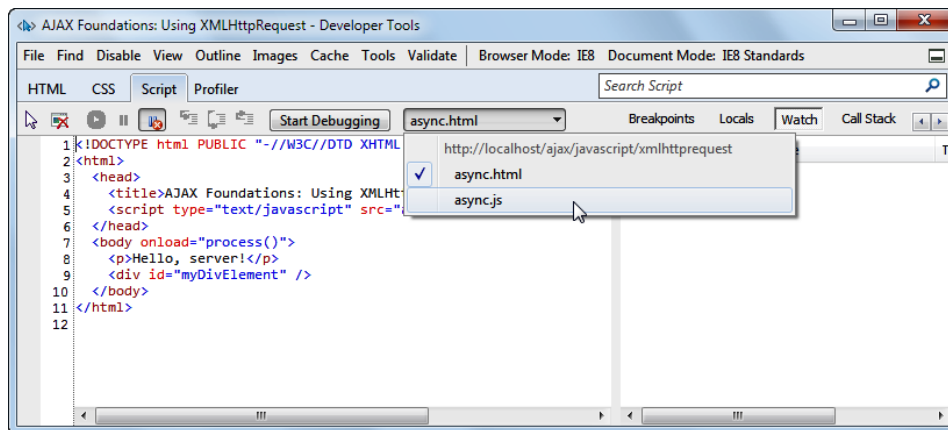 AJAX Foundations: Using XMLHttpRequest - Developer Tools
File Find Disable View Outline Images Cache Tools Validate Browser Mode: IE8 Document Mode: IE8 Standards
HTML CSS Script Profiler Search Script
Start Debugging async.html Breakpoints Locals Watch Call Stack
http://localhost/ajax/javascript/xmlhttprequest
async.html
async.js
1 <!DOCTYPE html PUBLIC "-//W3C//DTD XHTML
2 <html>
3 <head>
4 <title>AJAX Foundations: Using XMLHt
5 <script type="text/javascript" src="
6 </head>
7 <body onload="process()">
8 <p>Hello, server!</p>
9 <div id="myDivElement" />
10 </body>
11 </html>
12